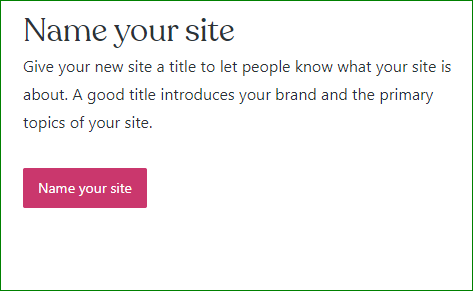 Name your site
Give your new site a title to let people know what your site is
about. A good title introduces your brand and the primary
topics of your site.
Name your site